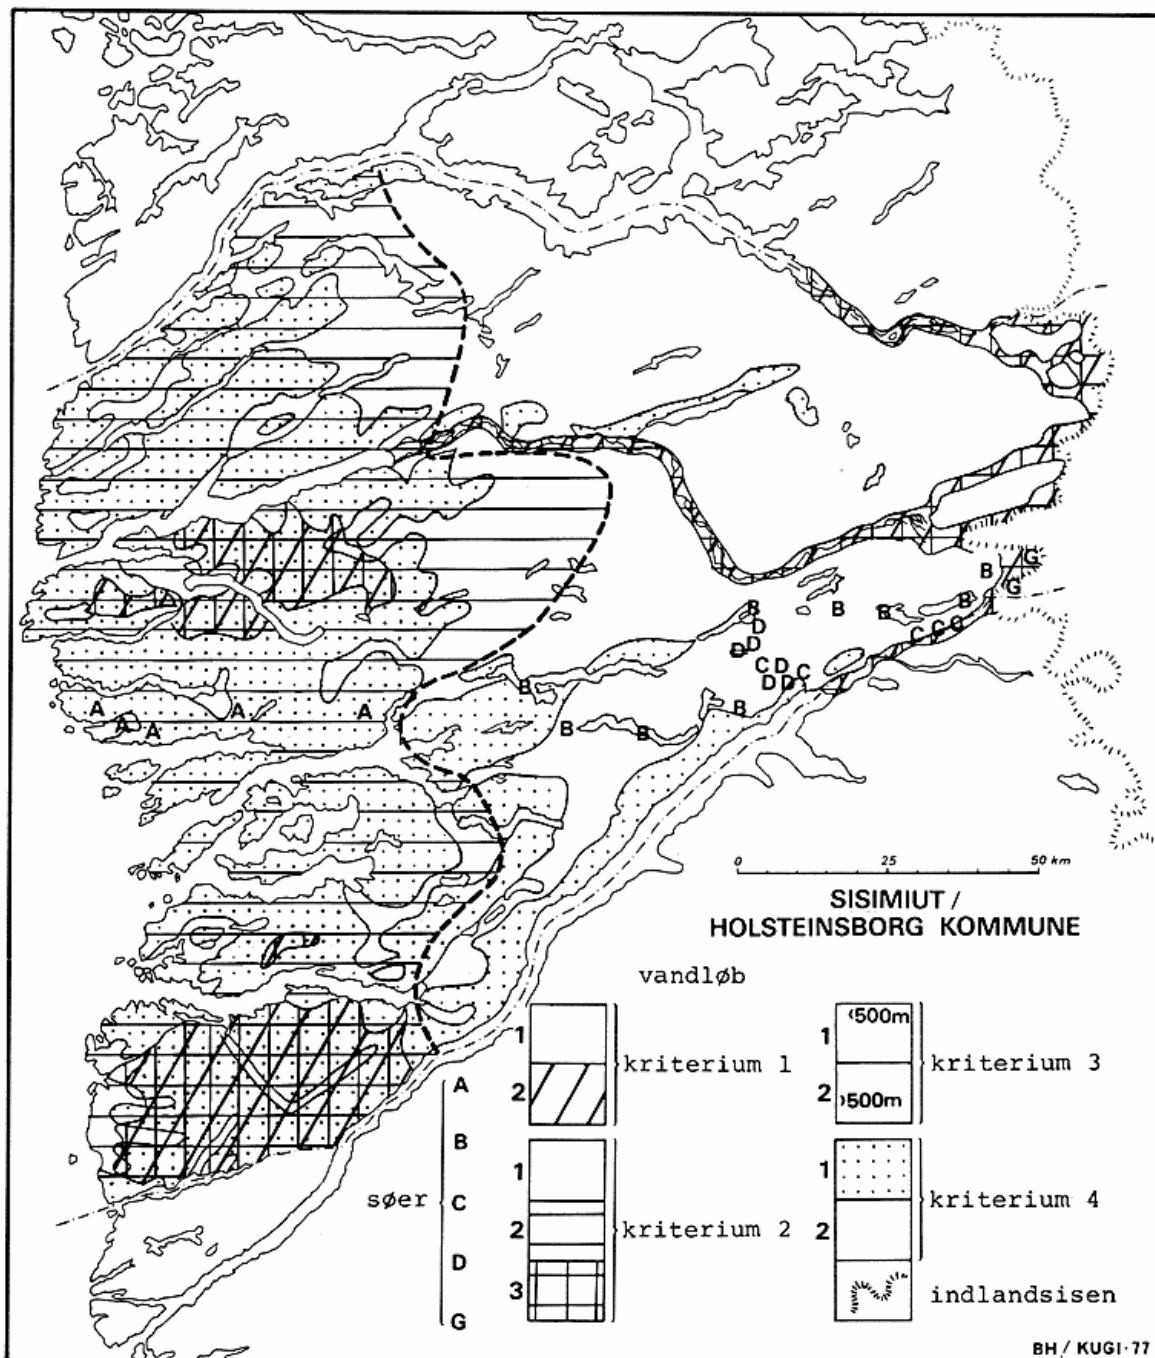 G
B
G
B
B
B
B
C C C
D
D D
C D C
D D
B
B
B
B
A
A
A
A
A
0 25 50 km
SISIMIUT /
HOLSTEINSBORG KOMMUNE
vandløb
1
2
kriterium 1
1
2
3
kriterium 2
<500m
1
2
>500m
kriterium 3
1
2
kriterium 4
indlandsisen
søer
A
B
C
D
G
BH / KUGI-77